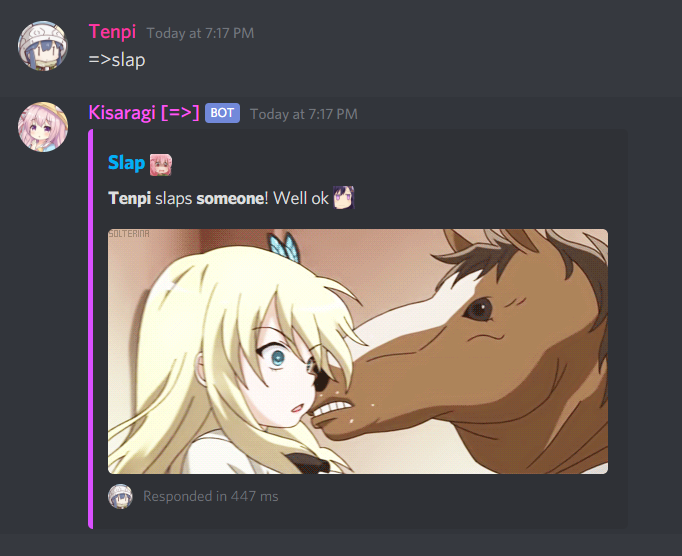 Tenpi Today at 7:17 PM
=>slap
Kisaragi [=>] BOT Today at 7:17 PM
Slap
Tenpi slaps someone! Well ok
SOLTERINA
Responded in 447 ms